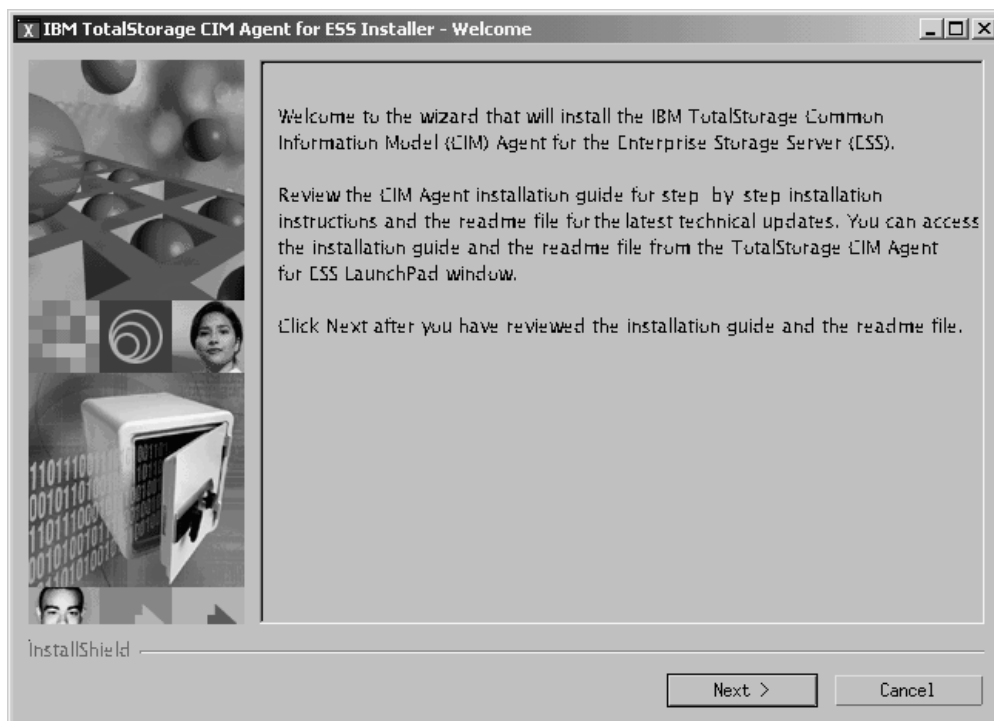 X IBM TotalStorage CIM Agent for ESS Installer - Welcome
Welcome to the wizard that will install the IBM TotalStorage Common
Information Model (CIM) Agent for the Enterprise Storage Server (ESS).
Review the CIM Agent installation guide for step by step installation
instructions and the readme file for the latest technical updates. You can access
the installation guide and the readme file from the TotalStorage CIM Agent
for ESS LaunchPad window.
Click Next after you have reviewed the installation guide and the readme file.
InstallShield
Next >
Cancel